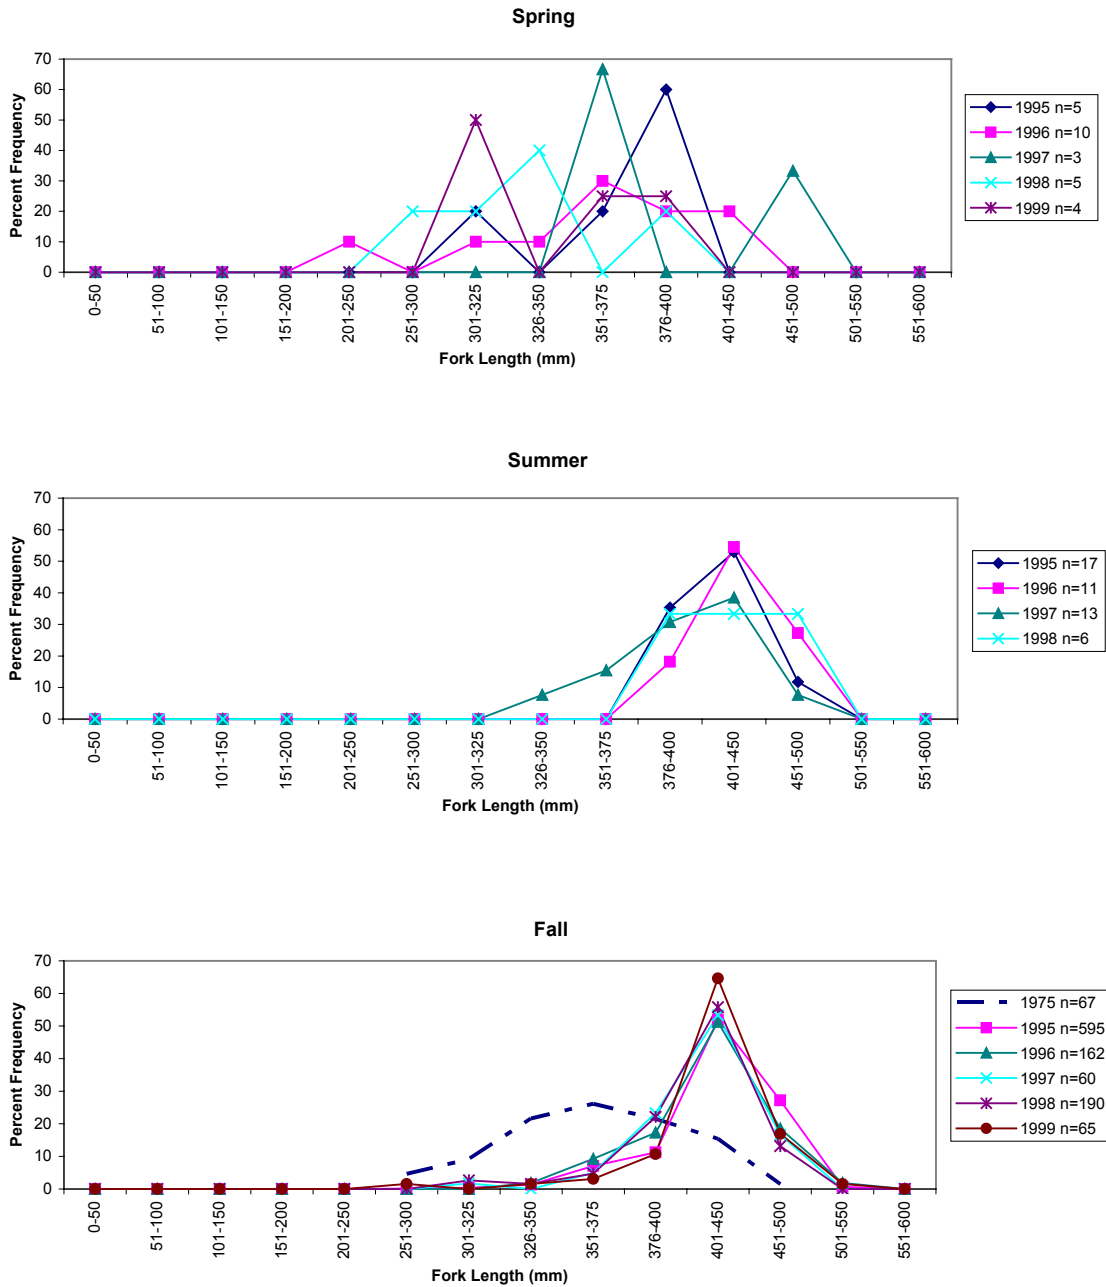 Spring
Percent Frequency
70
60
50
40
30
20
10
0
0-50
51-100
101-150
151-200
201-250
251-300
301-325
326-350
351-375
376-400
401-450
451-500
501-550
551-600
Fork Length (mm)
1995 n=5
1996 n=10
1997 n=3
1998 n=5
1999 n=4
Summer
Percent Frequency
70
60
50
40
30
20
10
0
0-50
51-100
101-150
151-200
201-250
251-300
301-325
326-350
351-375
376-400
401-450
451-500
501-550
551-600
Fork Length (mm)
1995 n=17
1996 n=11
1997 n=13
1998 n=6
Fall
Percent Frequency
70
60
50
40
30
20
10
0
0-50
51-100
101-150
151-200
201-250
251-300
301-325
326-350
351-375
376-400
401-450
451-500
501-550
551-600
Fork Length (mm)
1975 n=67
1995 n=595
1996 n=162
1997 n=60
1998 n=190
1999 n=65